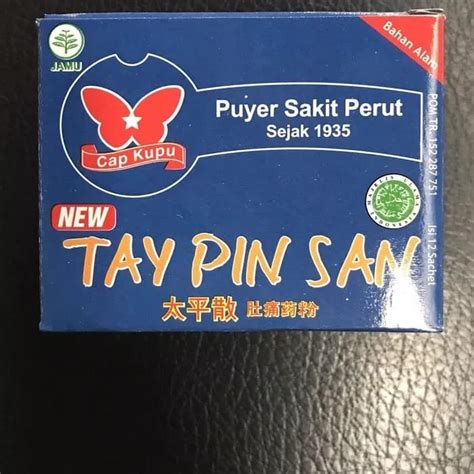 JAMU
Bahan Alam
Puyer Sakit Perut
Sejak 1935
Cap Kupu
NEW
TAY PIN SAN
太平散 肚痛药粉
POM TR. 152 287 751
Isi 12 Sachet